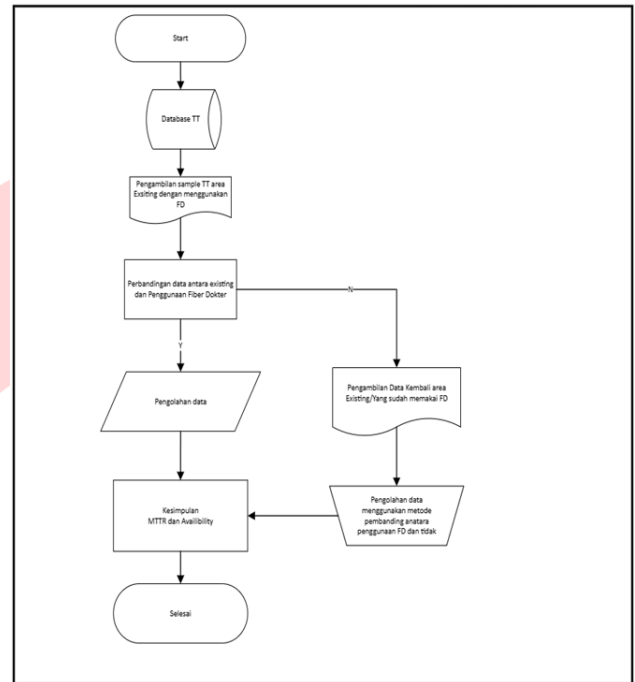 Start
Database TT
Pengambilan sample TT area
Exsiting dengan menggunakan
FD
Perbandingan data antara existing
dan Penggunaan Fiber Dokter
N
Y
Pengolahan data
Pengambilan Data Kembali area
Existing/Yang sudah memakai FD
Kesimpulan
MTTR dan Availibility
Pengolahan data
menggunakan metode
pembanding anatara
penggunaan FD dan tidak
Selesai